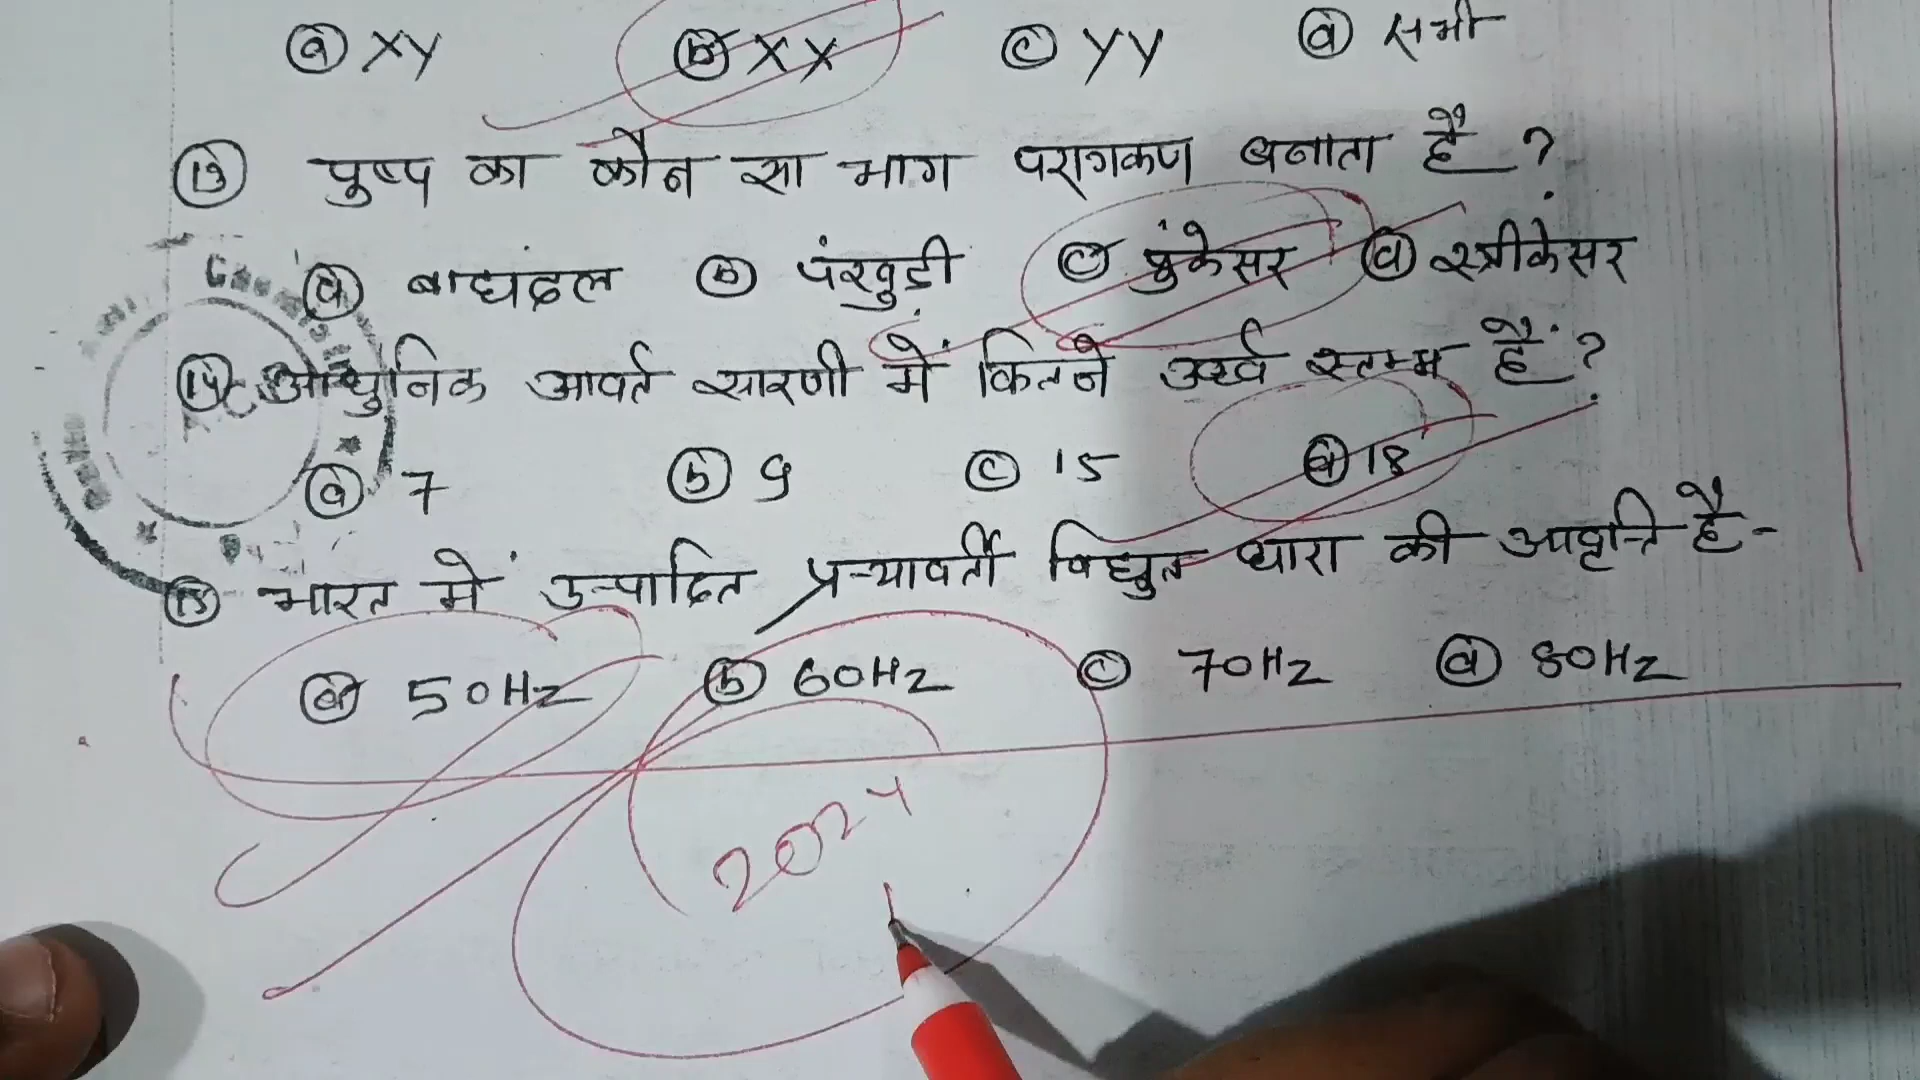 ⓐ XY ⓑ XX ⓒ YY ⓓ सभी
⑬ पुष्प का कौन सा भाग परागकण बनाता है ?
ⓐ बाह्यदल ⓑ पंखुड़ी ⓒ पुंकेसर ⓓ स्त्रीकेसर
⑭ आधुनिक आवर्त सारणी में कितने उर्ध्व स्तम्भ हैं ?
ⓐ 7 ⓑ 9 ⓒ 15 ⓓ 18
⑮ भारत में उत्पादित प्रत्यावर्ती विद्युत धारा की आवृत्ति है-
ⓐ 50Hz ⓑ 60Hz ⓒ 70Hz ⓓ 80Hz
2024